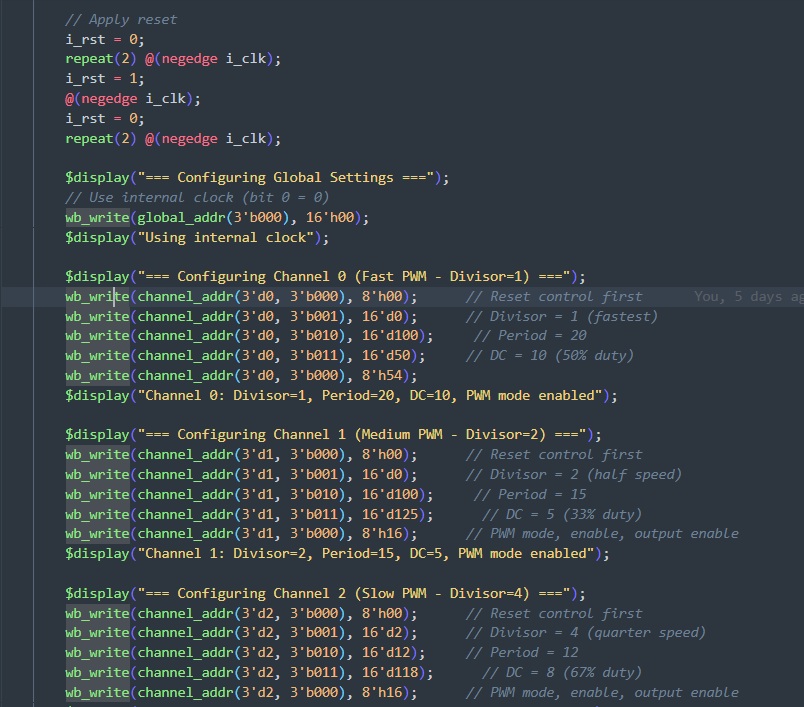 // Apply reset
i_rst = 0;
repeat(2) @(negedge i_clk);
i_rst = 1;
@(negedge i_clk);
i_rst = 0;
repeat(2) @(negedge i_clk);
$display("=== Configuring Global Settings ===");
// Use internal clock (bit 0 = 0)
wb_write(global_addr(3'b000), 16'h00);
$display("Using internal clock");
$display("=== Configuring Channel 0 (Fast PWM - Divisor=1) ===");
wb_write(channel_addr(3'd0, 3'b000), 8'h00);      // Reset control first      You, 5 days
wb_write(channel_addr(3'd0, 3'b001), 16'd0);      // Divisor = 1 (fastest)
wb_write(channel_addr(3'd0, 3'b010), 16'd100);     // Period = 20
wb_write(channel_addr(3'd0, 3'b011), 16'd50);     // DC = 10 (50% duty)
wb_write(channel_addr(3'd0, 3'b000), 8'h54);
$display("Channel 0: Divisor=1, Period=20, DC=10, PWM mode enabled");
$display("=== Configuring Channel 1 (Medium PWM - Divisor=2) ===");
wb_write(channel_addr(3'd1, 3'b000), 8'h00);      // Reset control first
wb_write(channel_addr(3'd1, 3'b001), 16'd0);      // Divisor = 2 (half speed)
wb_write(channel_addr(3'd1, 3'b010), 16'd100);     // Period = 15
wb_write(channel_addr(3'd1, 3'b011), 16'd125);      // DC = 5 (33% duty)
wb_write(channel_addr(3'd1, 3'b000), 8'h16);      // PWM mode, enable, output enable
$display("Channel 1: Divisor=2, Period=15, DC=5, PWM mode enabled");
$display("=== Configuring Channel 2 (Slow PWM - Divisor=4) ===");
wb_write(channel_addr(3'd2, 3'b000), 8'h00);      // Reset control first
wb_write(channel_addr(3'd2, 3'b001), 16'd2);      // Divisor = 4 (quarter speed)
wb_write(channel_addr(3'd2, 3'b010), 16'd12);     // Period = 12
wb_write(channel_addr(3'd2, 3'b011), 16'd118);      // DC = 8 (67% duty)
wb_write(channel_addr(3'd2, 3'b000), 8'h16);      // PWM mode, enable, output enable